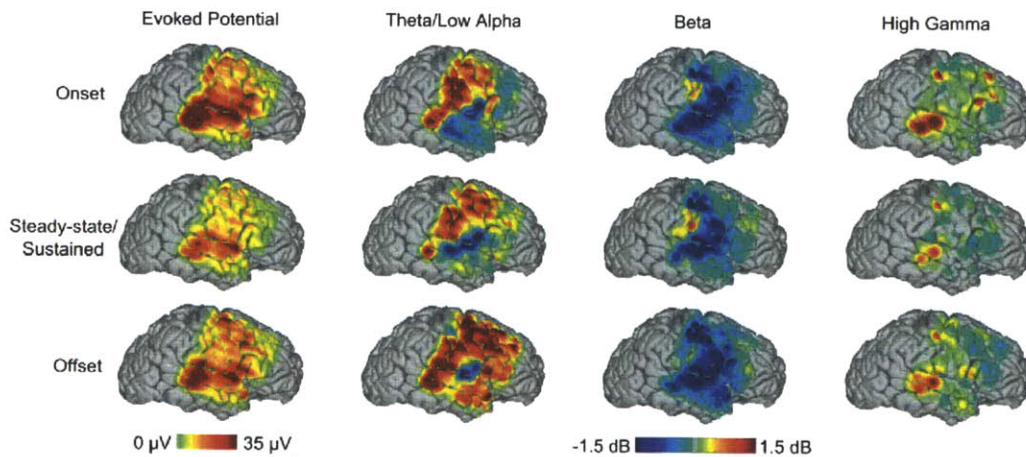 Evoked Potential Theta/Low Alpha Beta High Gamma
Onset
Steady-state/
Sustained
Offset
0 µV 35 µV -1.5 dB 1.5 dB